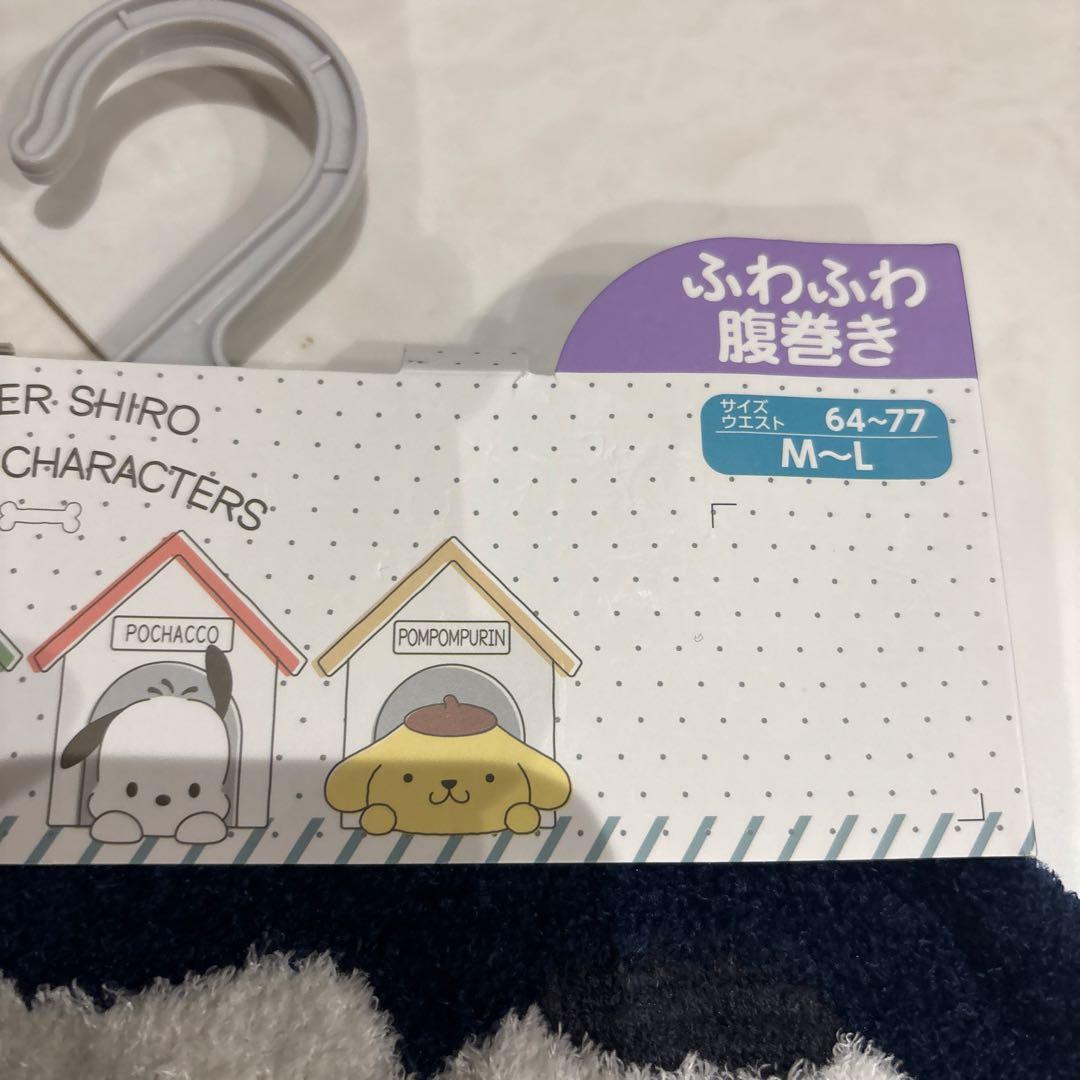 ふわふわ
腹巻き
サイズ
ウエスト 64~77
M~L
ER SHIRO
CHARACTERS
POCHACCO
POMPOMPURIN